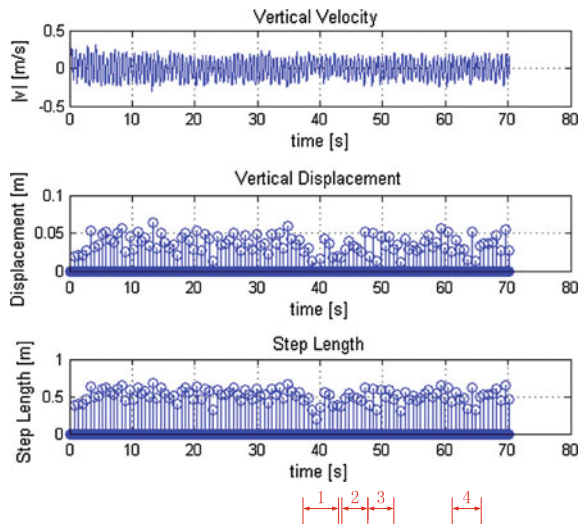 Vertical Velocity
0.5
0
-0.5
|v| [m/s]
0 10 20 30 40 50 60 70 80
time [s]
Vertical Displacement
0.1
0.05
0
Displacement [m]
0 10 20 30 40 50 60 70 80
time [s]
Step Length
1
0.5
0
Step Length [m]
0 10 20 30 40 50 60 70 80
time [s]
1 2 3 4